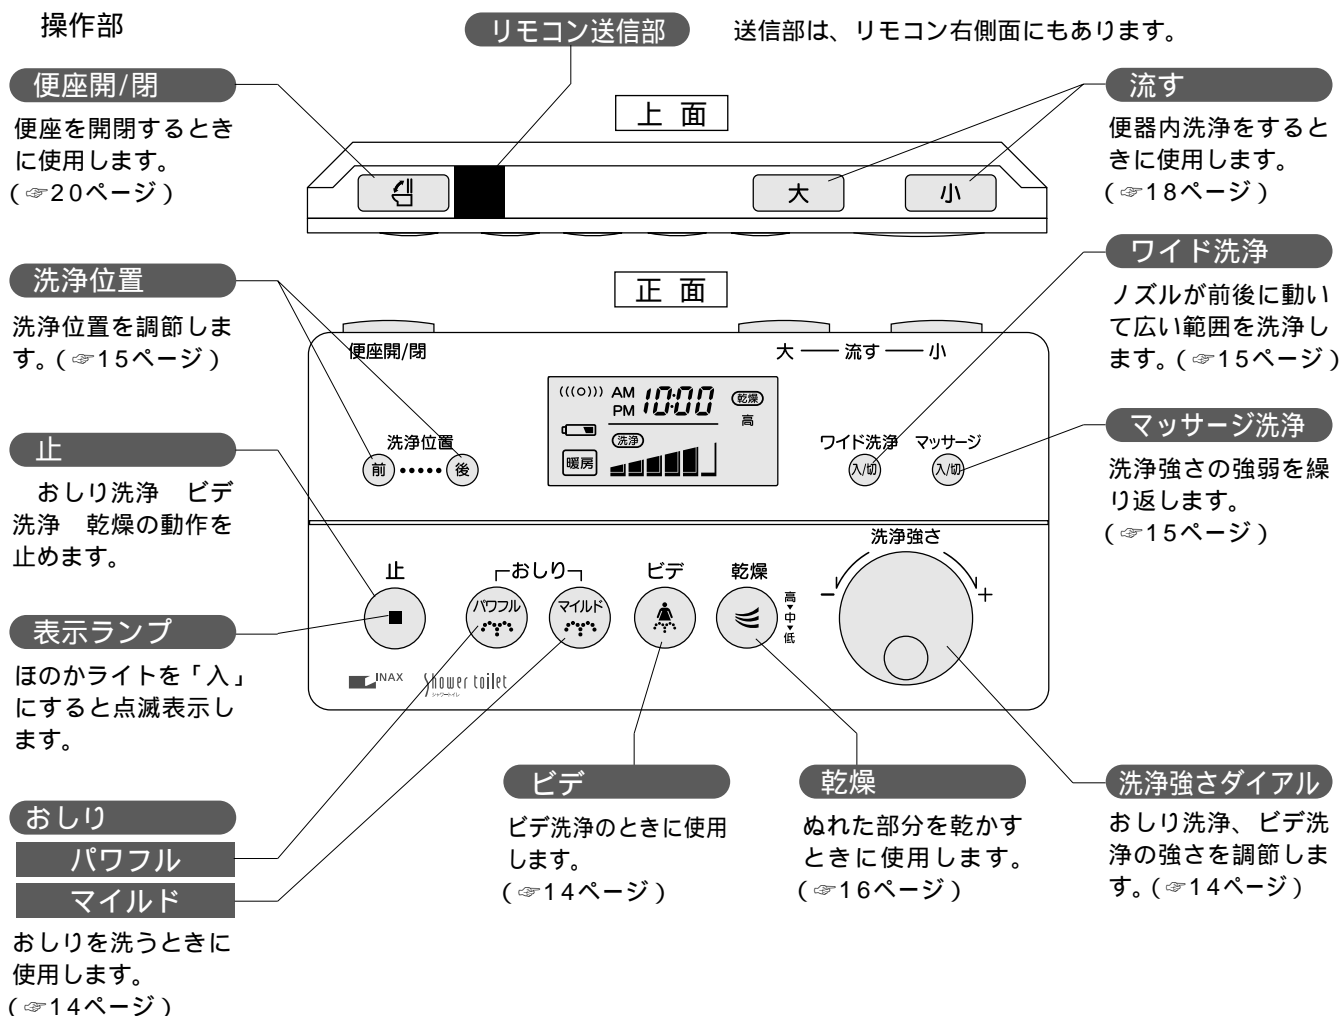 操作部
リモコン送信部
送信部は、リモコン右側面にもあります。
便座開/閉
便座を開閉するとき
に使用します。
(☞20ページ)
上 面
大
小
流す
便器内洗浄をすると
きに使用します。
(☞18ページ)
洗浄位置
洗浄位置を調節しま
す。(☞15ページ)
ワイド洗浄
ノズルが前後に動い
て広い範囲を洗浄し
ます。(☞15ページ)
正 面
便座開/閉
大 流す 小
AM 10:00 乾燥
PM 高
洗浄
暖房
洗浄位置
前 ••••• 後
ワイド洗浄 マッサージ
入/切 入/切
止
おしり洗浄 ビデ
洗浄 乾燥の動作を
止めます。
マッサージ洗浄
洗浄強さの強弱を繰
り返します。
(☞15ページ)
洗浄強さ
− +
止 おしり ビデ 乾燥
パワフル マイルド
高
中
低
INAX Shower toilet
シャワートイレ
表示ランプ
ほのかライトを「入」
にすると点滅表示し
ます。
おしり
パワフル
マイルド
おしりを洗うときに
使用します。
(☞14ページ)
ビデ
ビデ洗浄のときに使用
します。
(☞14ページ)
乾燥
ぬれた部分を乾かす
ときに使用します。
(☞16ページ)
洗浄強さダイアル
おしり洗浄、ビデ洗
浄の強さを調節しま
す。(☞14ページ)